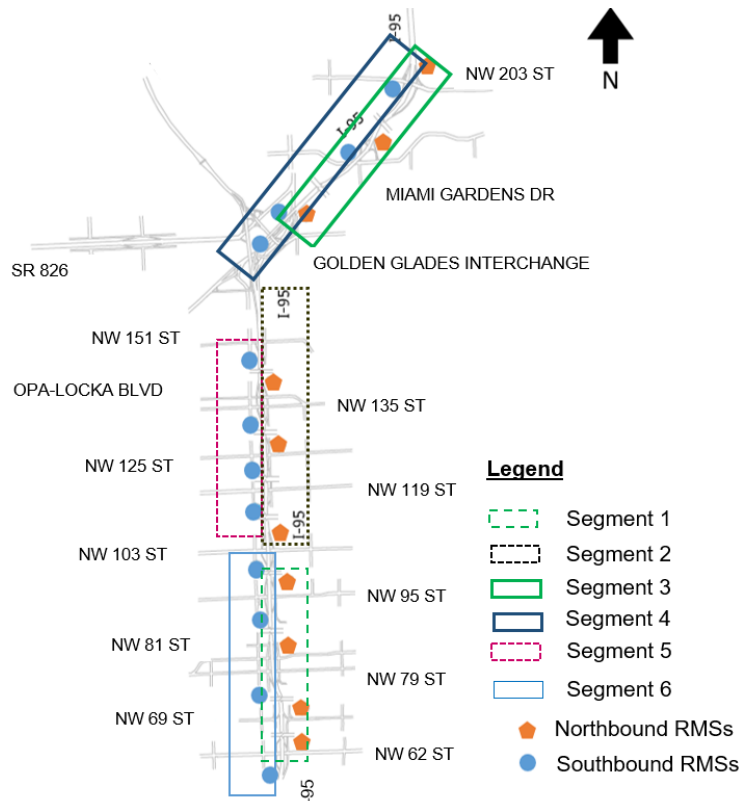 I-95
N
NW 203 ST
I-95
MIAMI GARDENS DR
GOLDEN GLADES INTERCHANGE
SR 826
I-95
NW 151 ST
OPA-LOCKA BLVD
NW 135 ST
NW 125 ST
Legend
NW 119 ST
Segment 1
I-95
Segment 2
NW 103 ST
Segment 3
NW 95 ST
Segment 4
NW 81 ST
Segment 5
NW 79 ST
Segment 6
NW 69 ST
Northbound RMSs
NW 62 ST
Southbound RMSs
-95